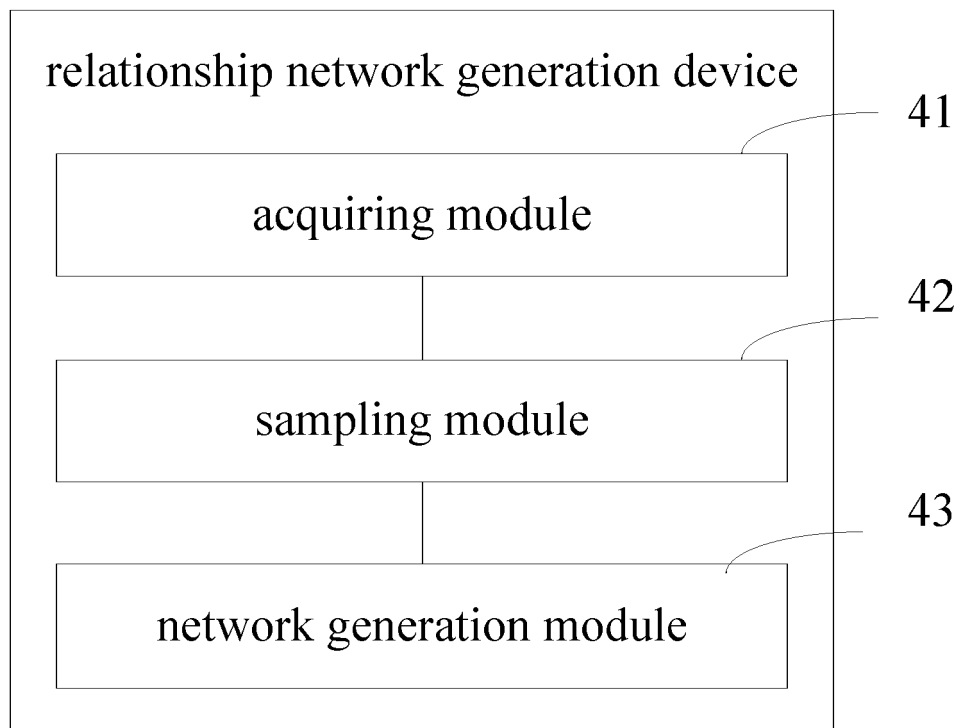 relationship network generation device
41
acquiring module
42
sampling module
43
network generation module